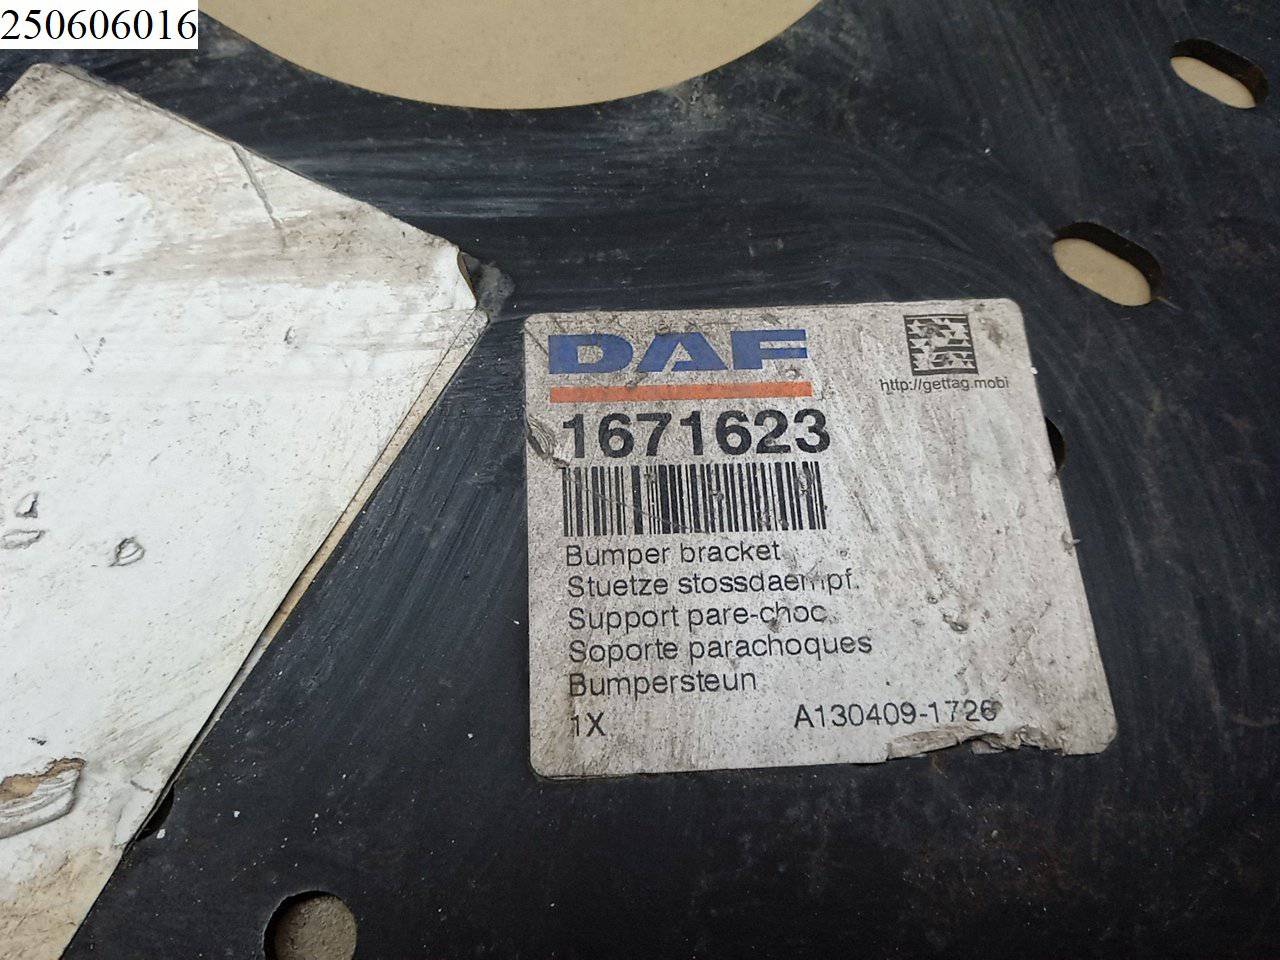 250606016
DAF
http://gettag.mobi
1671623
Bumper bracket
Stuetze stossdaempf.
Support pare-choc
Soporte parachoques
Bumpersteun
1X
A130409-1726